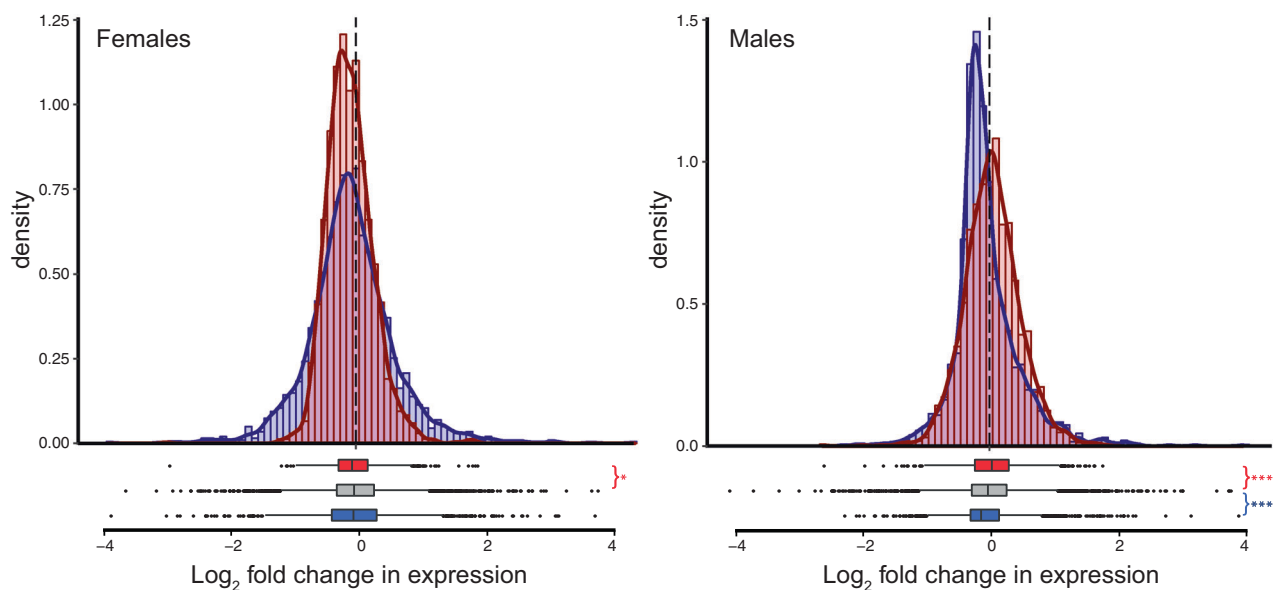 Females
density
1.25
1.00
0.75
0.50
0.25
0.00
*
−4 −2 0 2 4
Log₂ fold change in expression
Males
density
1.5
1.0
0.5
0.0
***
***
−4 −2 0 2 4
Log₂ fold change in expression